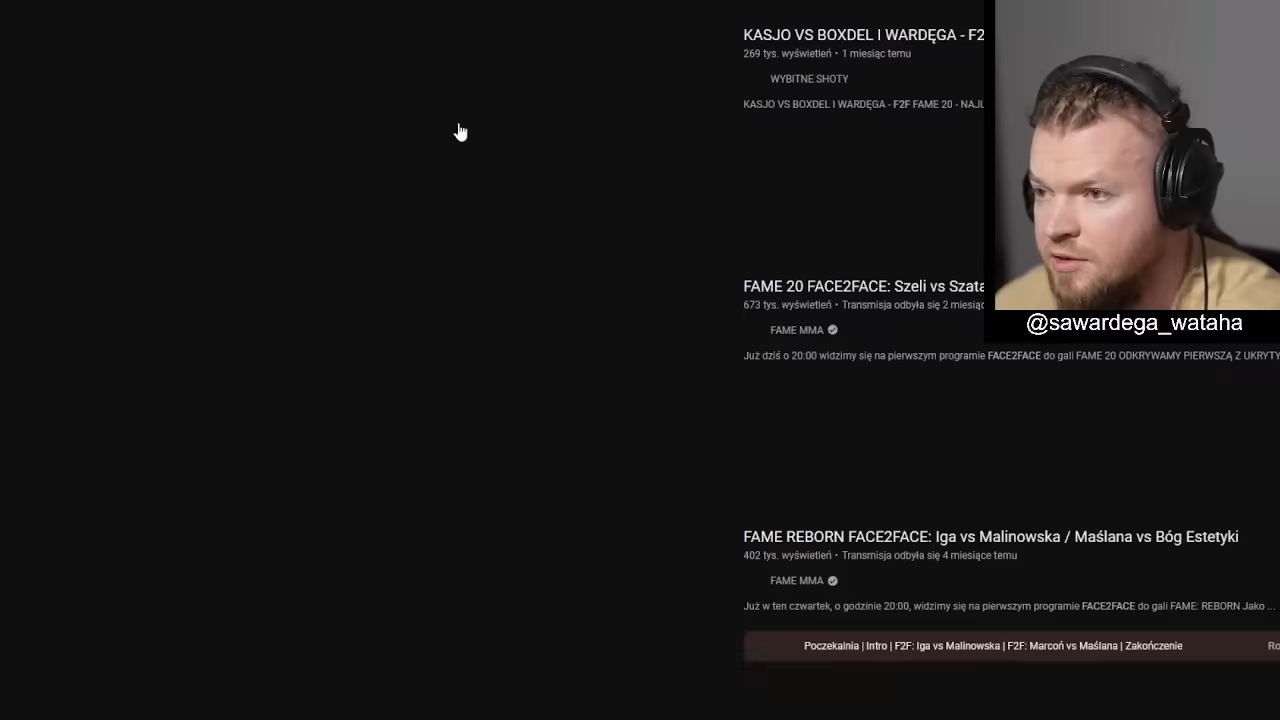 KASJO VS BOXDEL I WARDĘGA - F2
269 tys. wyświetleń • 1 miesiąc temu
WYBITNE SHOTY
KASJO VS BOXDEL I WARDĘGA - F2F FAME 20 - NAJL
FAME 20 FACE2FACE: Szeli vs Szata
673 tys. wyświetleń • Transmisja odbyła się 2 miesiąc
@sawardega_wataha
FAME MMA
Już dziś o 20:00 widzimy się na pierwszym programie FACE2FACE do gali FAME 20 ODKRYWAMY PIERWSZĄ Z UKRYTY
FAME REBORN FACE2FACE: Iga vs Malinowska / Maślana vs Bóg Estetyki
402 tys. wyświetleń • Transmisja odbyła się 4 miesiące temu
FAME MMA
Już w ten czwartek, o godzinie 20:00, widzimy się na pierwszym programie FACE2FACE do gali FAME: REBORN Jako ...
Poczekalnia | Intro | F2F: Iga vs Malinowska | F2F: Marcoń vs Maślana | Zakończenie
Ro